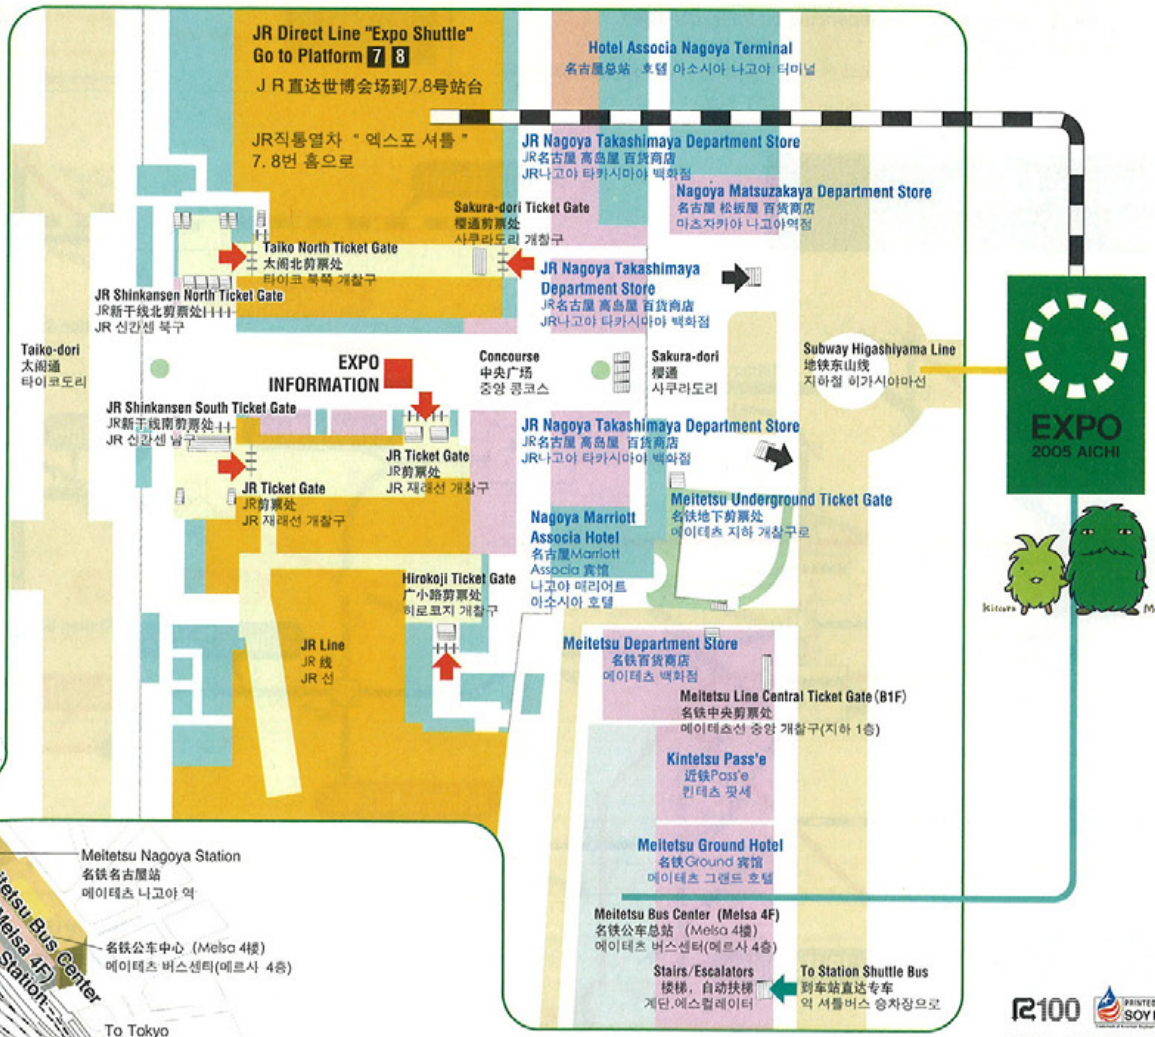 JR Direct Line "Expo Shuttle"
Go to Platform 7 8
JR直达世博会场到7,8号站台
JR직통열차 “엑스포 셔틀”
7. 8번 홈으로
Hotel Associa Nagoya Terminal
名古屋总站 호텔 아소시아 나고야 터미널
JR Nagoya Takashimaya Department Store
JR名古屋 高岛屋 百货商店
JR나고야 타카시마야 백화점
Nagoya Matsuzakaya Department Store
名古屋 松板屋 百货商店
마츠자카야 나고야역점
Sakura-dori Ticket Gate
樱通剪票处
사쿠라도리 개찰구
Taiko North Ticket Gate
太阁北剪票处
타이코 북쪽 개찰구
JR Nagoya Takashimaya
Department Store
JR名古屋 高岛屋 百货商店
JR나고야 타카시마야 백화점
JR Shinkansen North Ticket Gate
JR新干线北剪票处
JR 신간센 북구
Taiko-dori
太阁通
타이코도리
EXPO
INFORMATION
Concourse
中央广场
중앙 콩코스
Sakura-dori
樱通
사쿠라도리
Subway Higashiyama Line
地铁东山线
지하철 히가시야마선
EXPO
2005 AICHI
JR Shinkansen South Ticket Gate
JR新干线南剪票处
JR 신간센 남구
JR Ticket Gate
JR剪票处
JR 재래선 개찰구
JR Nagoya Takashimaya Department Store
JR名古屋 高岛屋 百货商店
JR나고야 타카시마야 백화점
JR Ticket Gate
JR剪票处
JR 재래선 개찰구
Meitetsu Underground Ticket Gate
名铁地下剪票处
메이테츠 지하 개찰구로
Nagoya Marriott
Associa Hotel
名古屋Marriott
Associa 宾馆
나고야 매리어트
아소시아 호텔
Hirokoji Ticket Gate
广小路剪票处
히로코지 개찰구
Kiccoro
JR Line
JR 线
JR 선
Meitetsu Department Store
名铁百货商店
메이테츠 백화점
Meitetsu Line Central Ticket Gate (B1F)
名铁中央剪票处
메이테츠선 중앙 개찰구(지하 1층)
Kintetsu Pass'e
近铁Pass'e
킨테츠 팟세
Meitetsu Ground Hotel
名铁Ground 宾馆
메이테츠 그랜드 호텔
Meitetsu Bus Center (Melsa 4F)
名铁公车总站 (Melsa 4楼)
메이테츠 버스센터(메르사 4층)
Stairs/Escalators
楼梯，自动扶梯
계단,에스컬레이터
To Station Shuttle Bus
到车站直达专车
역 셔틀버스 승차장으로
Meitetsu Nagoya Station
名铁名古屋站
메이테츠 나고야 역
Bus Center
Melsa 4F)
Station
名铁公车中心 (Melsa 4楼)
메이테츠 버스센터(메르사 4층)
To Tokyo
R100
PRINTED
SOY